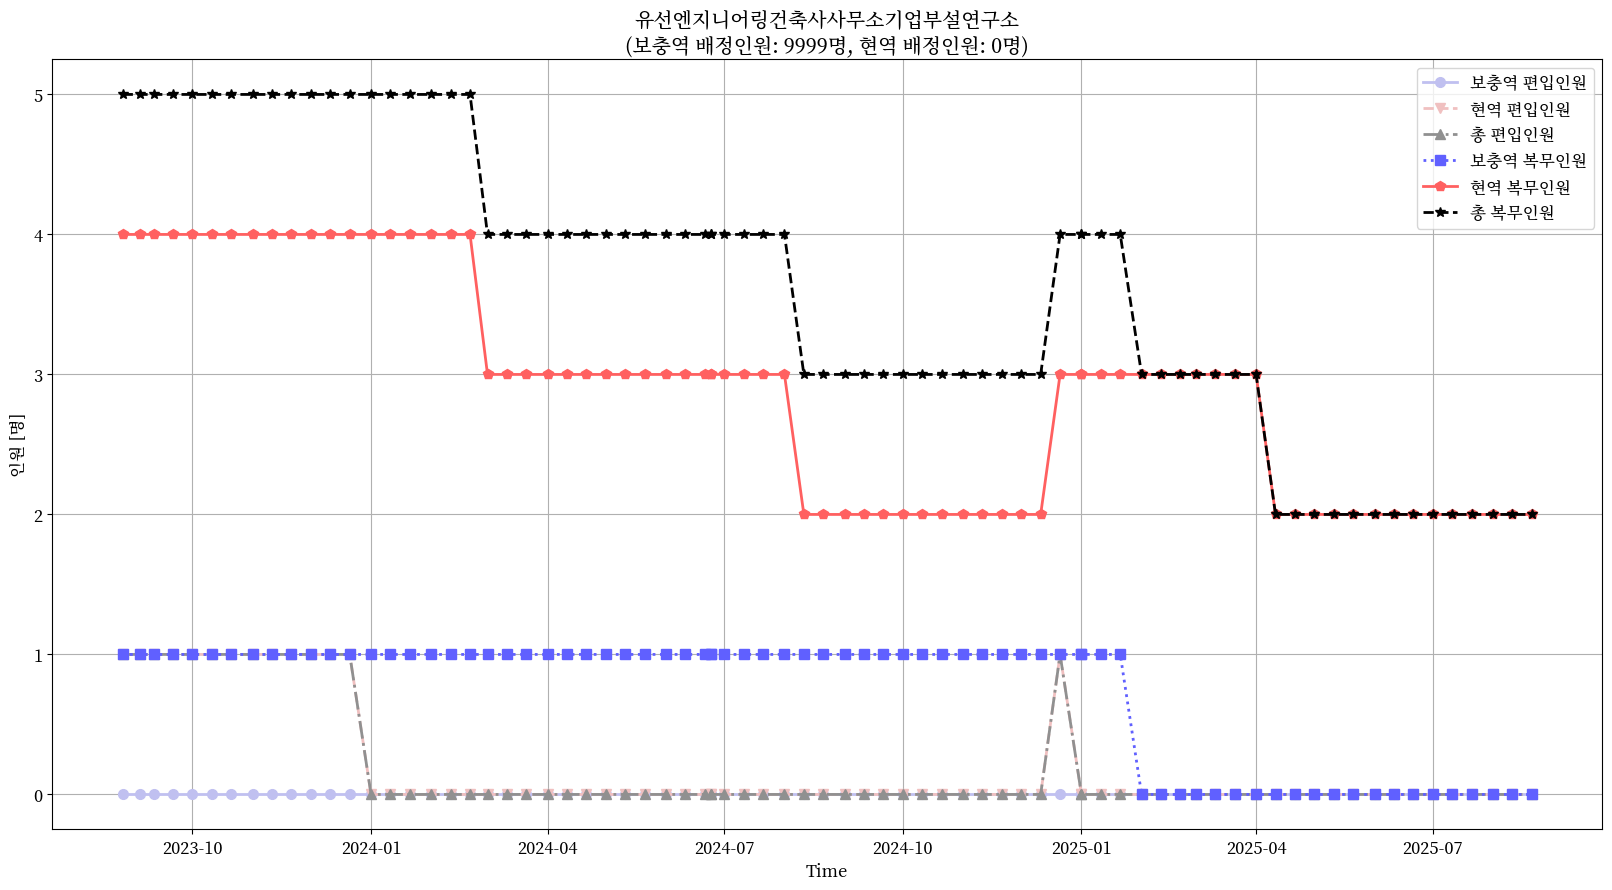 유선엔지니어링건축사사무소기업부설연구소
(보충역 배정인원: 9999명, 현역 배정인원: 0명)
보충역 편입인원
현역 편입인원
총 편입인원
보충역 복무인원
현역 복무인원
총 복무인원
인원 [명]
5
4
3
2
1
0
2023-10
2024-01
2024-04
2024-07
2024-10
2025-01
2025-04
2025-07
Time